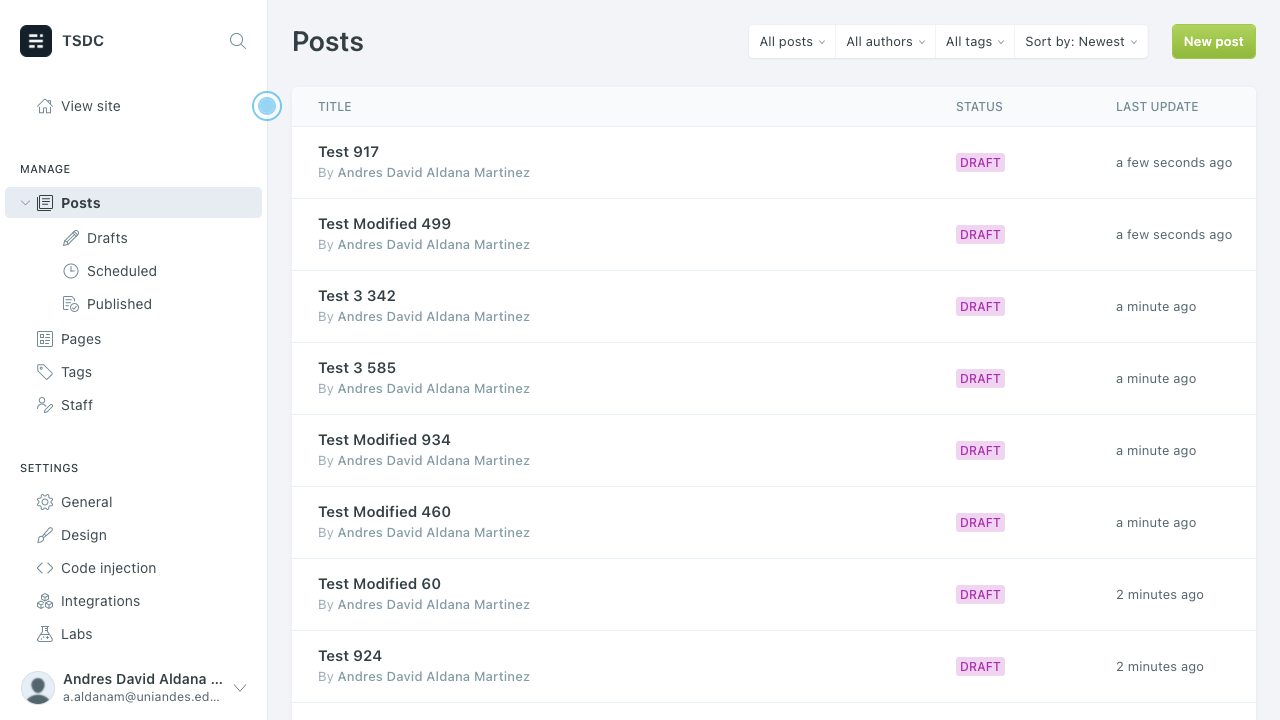 TSDC
View site
MANAGE
Posts
Drafts
Scheduled
Published
Pages
Tags
Staff
SETTINGS
General
Design
Code injection
Integrations
Labs
Andres David Aldana ...
a.aldanam@uniandes.ed...
Posts
All posts
All authors
All tags
Sort by: Newest
New post
TITLE
STATUS
LAST UPDATE
Test 917
By Andres David Aldana Martinez
DRAFT
a few seconds ago
Test Modified 499
By Andres David Aldana Martinez
DRAFT
a few seconds ago
Test 3 342
By Andres David Aldana Martinez
DRAFT
a minute ago
Test 3 585
By Andres David Aldana Martinez
DRAFT
a minute ago
Test Modified 934
By Andres David Aldana Martinez
DRAFT
a minute ago
Test Modified 460
By Andres David Aldana Martinez
DRAFT
a minute ago
Test Modified 60
By Andres David Aldana Martinez
DRAFT
2 minutes ago
Test 924
By Andres David Aldana Martinez
DRAFT
2 minutes ago